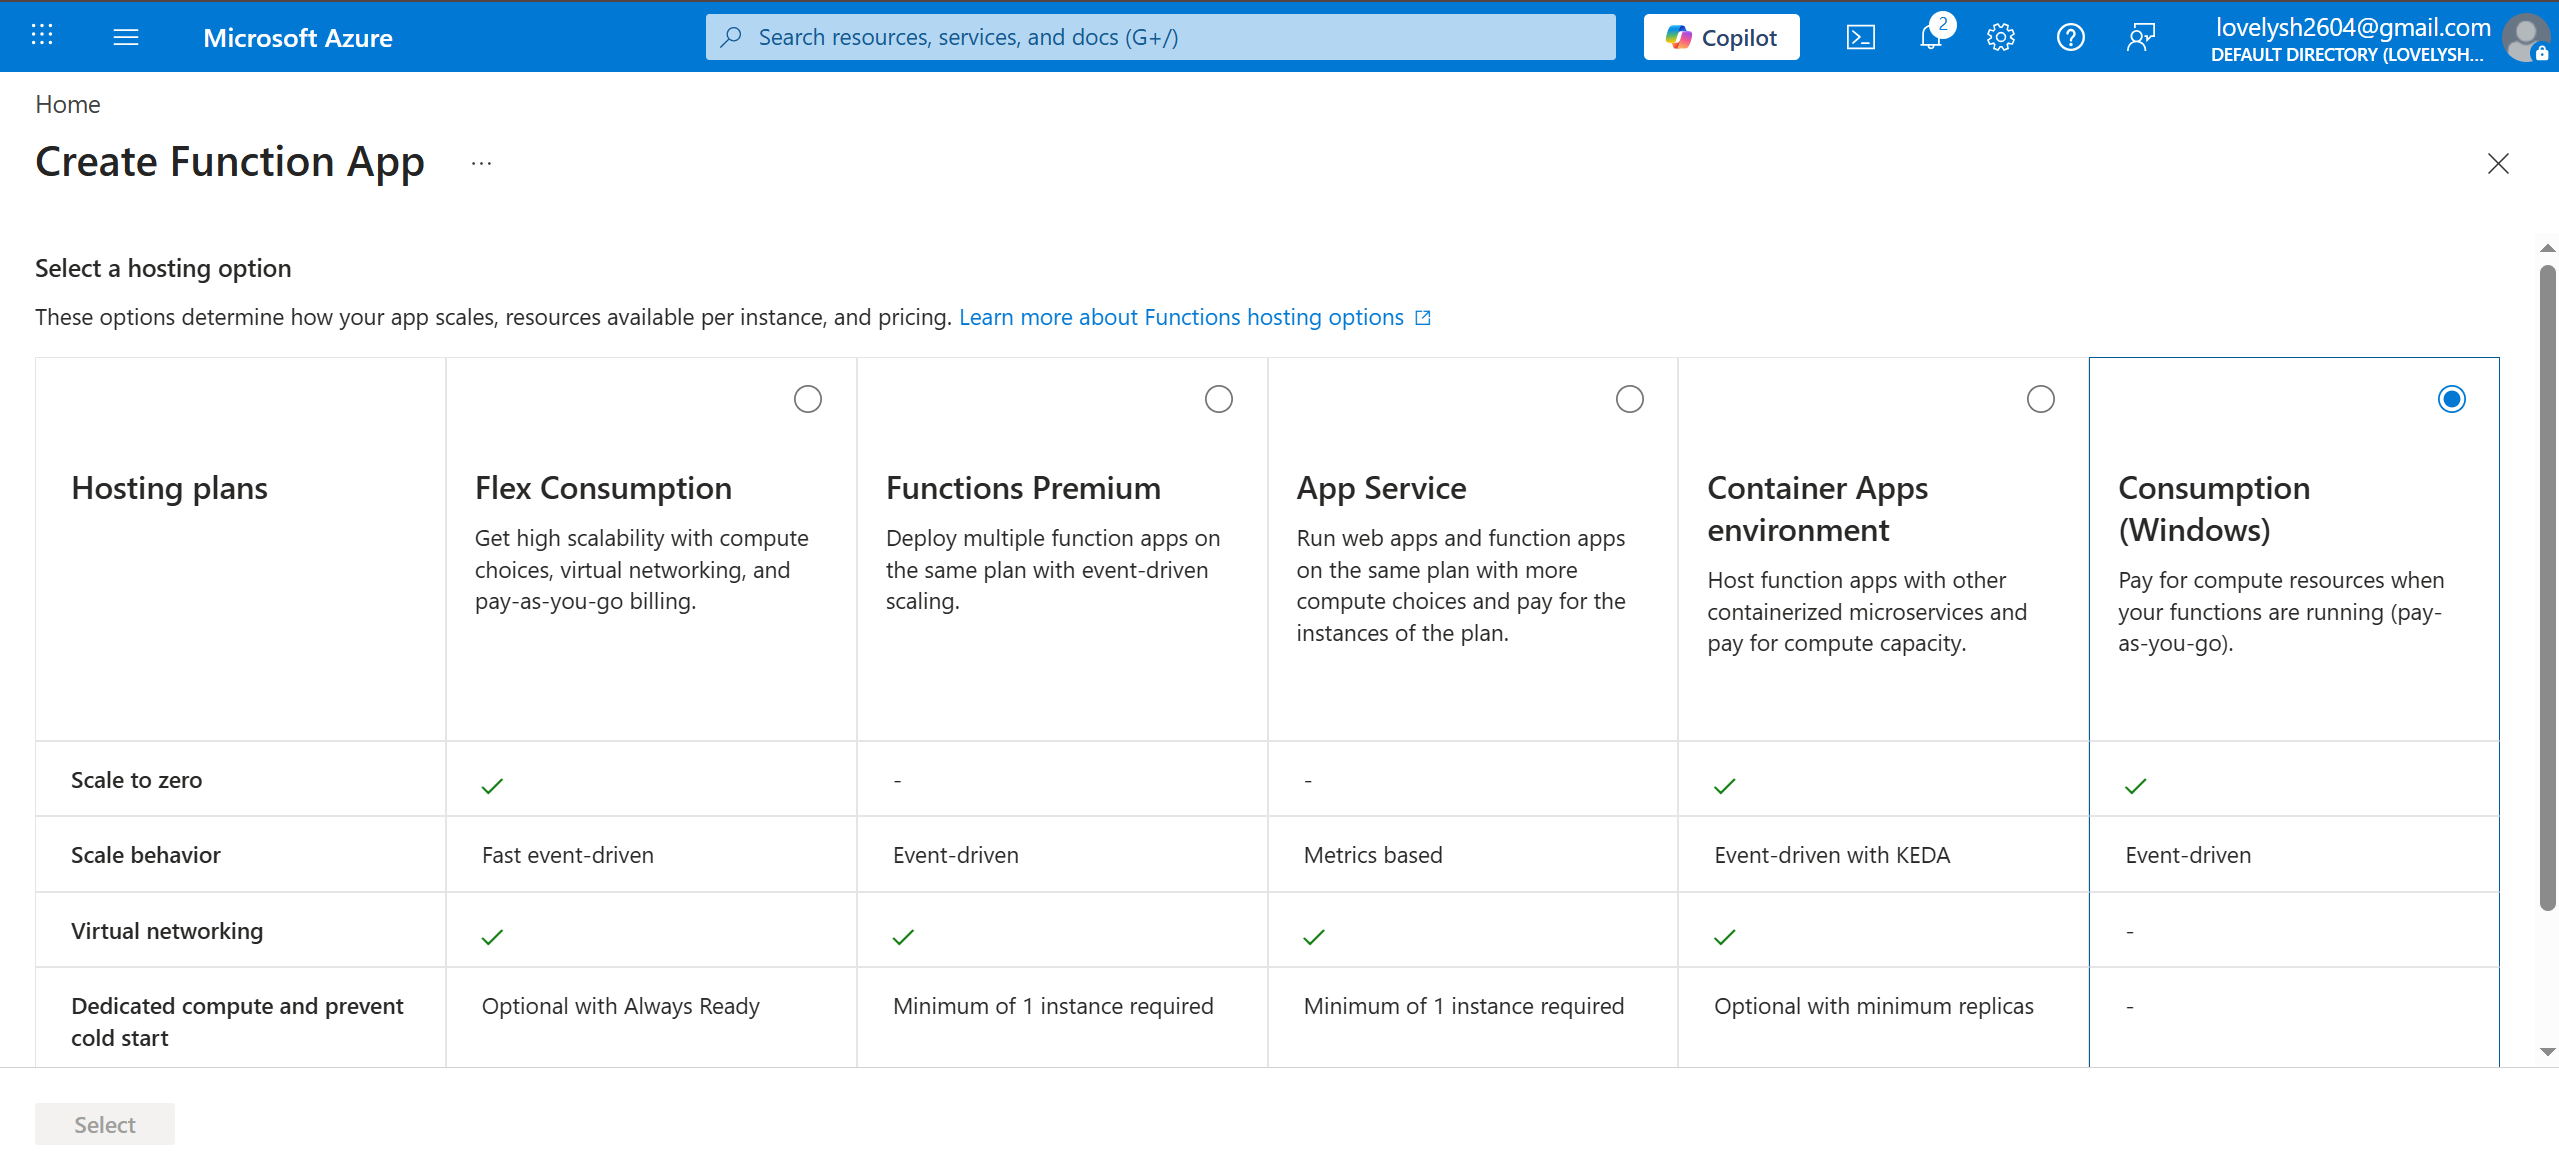 Microsoft Azure
Search resources, services, and docs (G+/)
Copilot
2
lovelysh2604@gmail.com
DEFAULT DIRECTORY (LOVELYSH...
Home
Create Function App
...
Select a hosting option
These options determine how your app scales, resources available per instance, and pricing. Learn more about Functions hosting options
Hosting plans
Flex Consumption
Get high scalability with compute
choices, virtual networking, and
pay-as-you-go billing.
Functions Premium
Deploy multiple function apps on
the same plan with event-driven
scaling.
App Service
Run web apps and function apps
on the same plan with more
compute choices and pay for the
instances of the plan.
Container Apps
environment
Host function apps with other
containerized microservices and
pay for compute capacity.
Consumption
(Windows)
Pay for compute resources when
your functions are running (pay-
as-you-go).
Scale to zero
-
-
Scale behavior
Fast event-driven
Event-driven
Metrics based
Event-driven with KEDA
Event-driven
Virtual networking
-
Dedicated compute and prevent
cold start
Optional with Always Ready
Minimum of 1 instance required
Minimum of 1 instance required
Optional with minimum replicas
-
Select